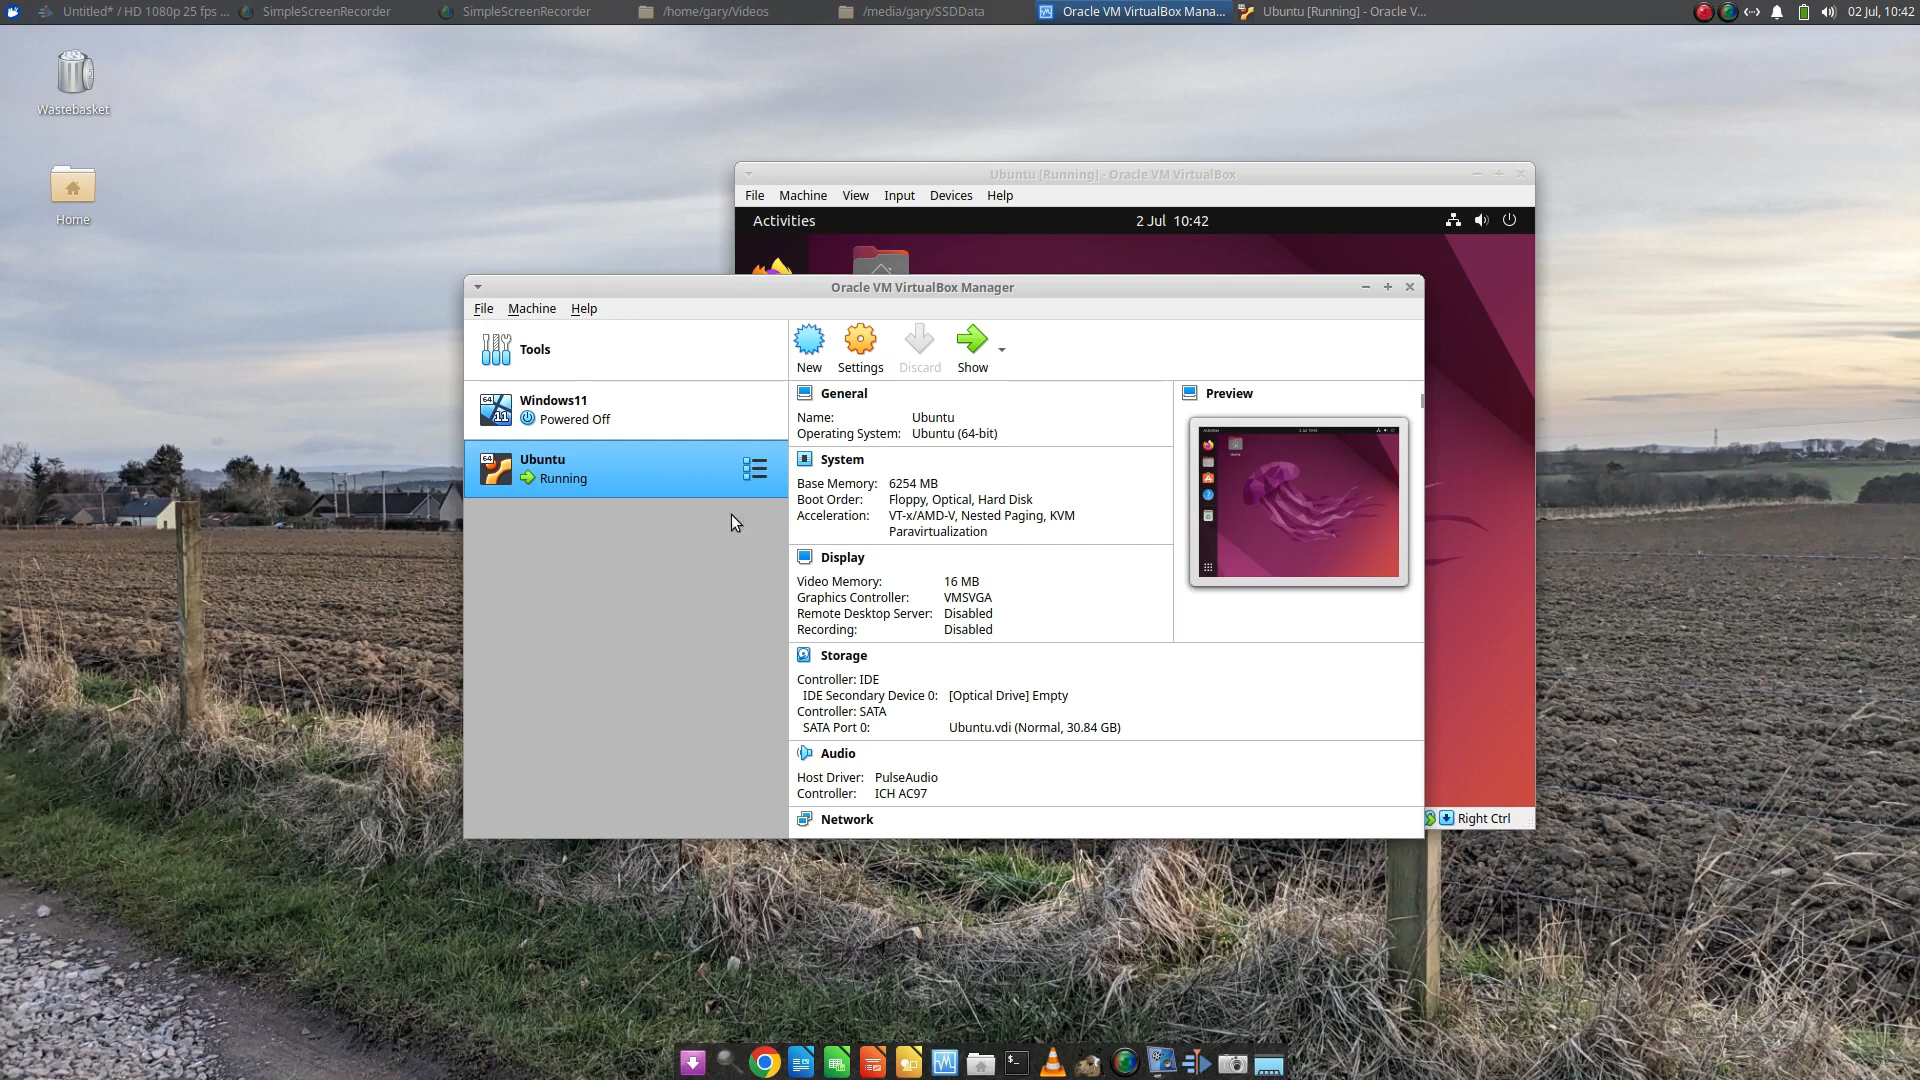 Untitled* / HD 1080p 25 fps ...
SimpleScreenRecorder
SimpleScreenRecorder
/home/gary/Videos
/media/gary/SSDData
Oracle VM VirtualBox Mana...
Ubuntu [Running] - Oracle V...
02 Jul, 10:42
Wastebasket
Home
Ubuntu [Running] - Oracle VM VirtualBox
File Machine View Input Devices Help
Activities
2 Jul 10:42
Oracle VM VirtualBox Manager
File Machine Help
Tools
New
Settings
Discard
Show
64
11
Windows11
Powered Off
64
Ubuntu
Running
General
Name: Ubuntu
Operating System: Ubuntu (64-bit)
System
Base Memory: 6254 MB
Boot Order: Floppy, Optical, Hard Disk
Acceleration: VT-x/AMD-V, Nested Paging, KVM
Paravirtualization
Display
Video Memory: 16 MB
Graphics Controller: VMSVGA
Remote Desktop Server: Disabled
Recording: Disabled
Preview
Storage
Controller: IDE
IDE Secondary Device 0: [Optical Drive] Empty
Controller: SATA
SATA Port 0: Ubuntu.vdi (Normal, 30.84 GB)
Audio
Host Driver: PulseAudio
Controller: ICH AC97
Network
Right Ctrl